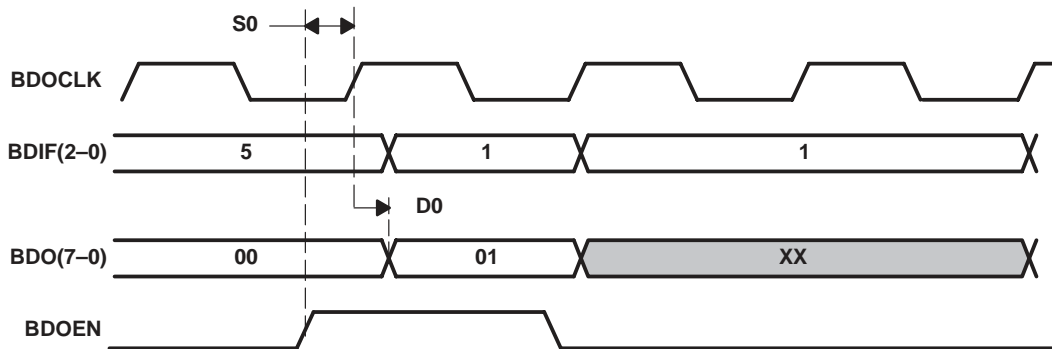 S0
BDOCLK
BDIF(2–0) 5 1 1
D0
BDO(7–0) 00 01 XX
BDOEN